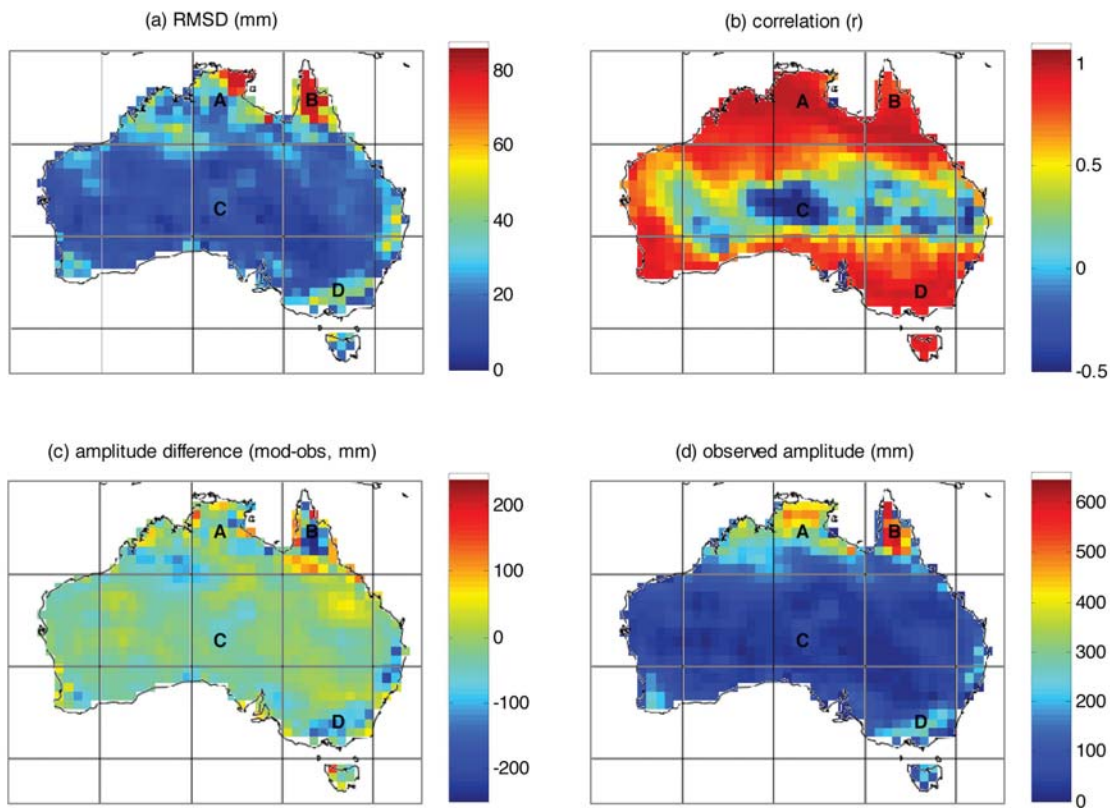 (a) RMSD (mm)
A
B
C
D
80
60
40
20
0
(b) correlation (r)
A
B
C
D
1
0.5
0
-0.5
(c) amplitude difference (mod-obs, mm)
A
B
C
D
200
100
0
-100
-200
(d) observed amplitude (mm)
A
B
C
D
600
500
400
300
200
100
0